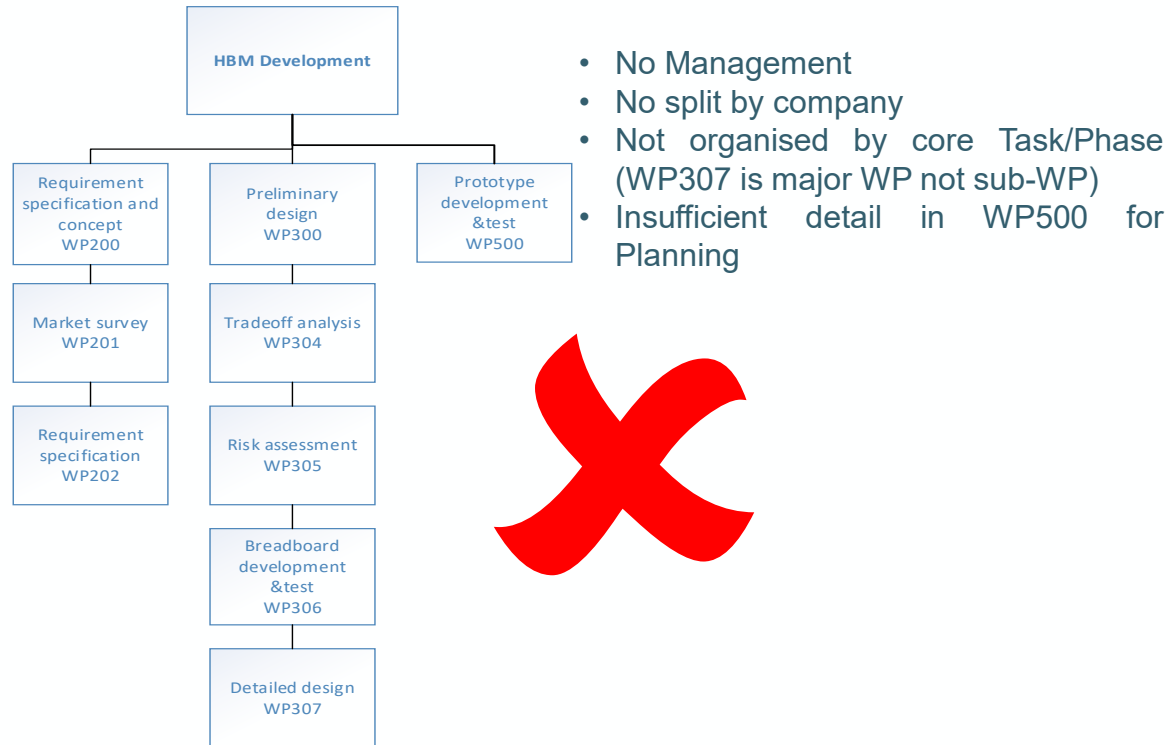 HBM Development
Requirement
specification and
concept
WP200
Preliminary
design
WP300
Prototype
development
&test
WP500
Market survey
WP201
Tradeoff analysis
WP304
Requirement
specification
WP202
Risk assessment
WP305
Breadboard
development
&test
WP306
Detailed design
WP307
• No Management
• No split by company
• Not organised by core Task/Phase
(WP307 is major WP not sub-WP)
• Insufficient detail in WP500 for
Planning